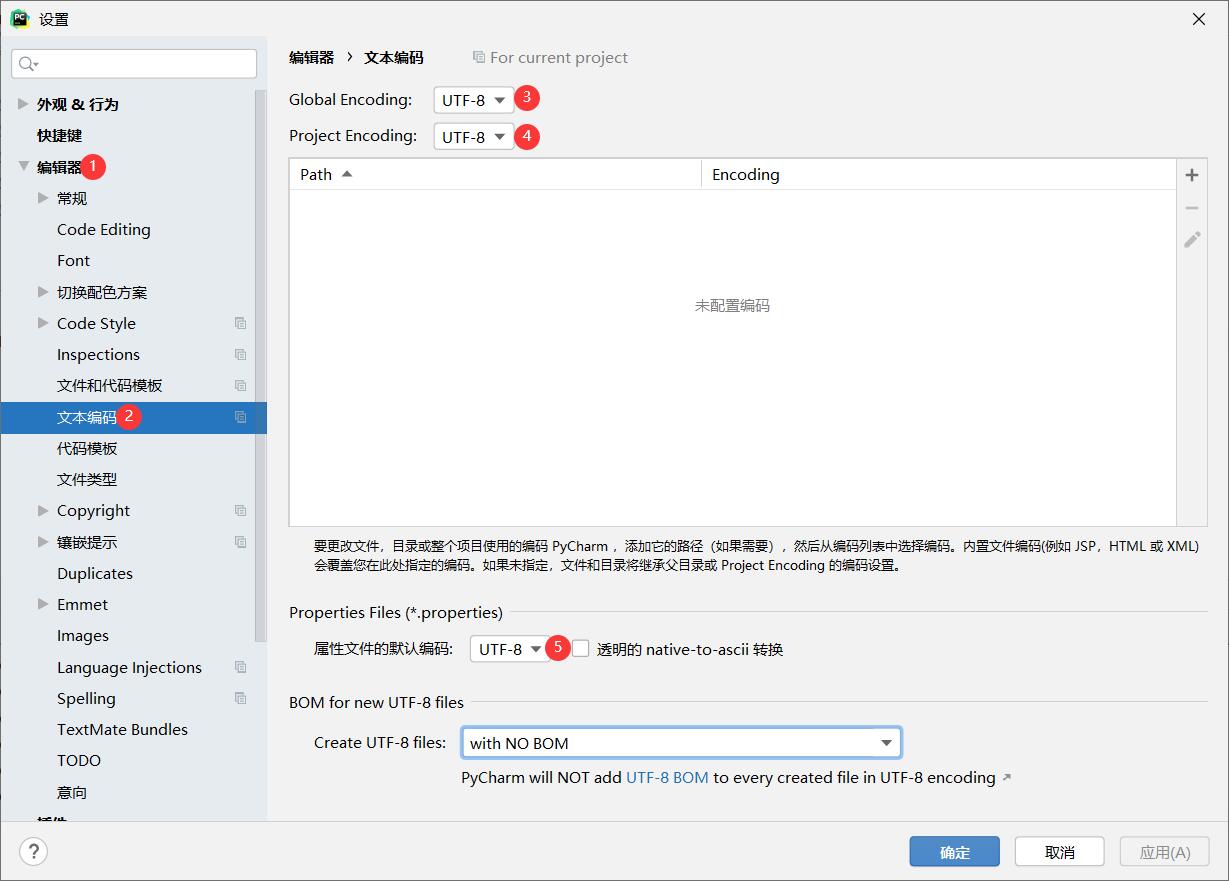 PC 设置
编辑器 › 文本编码 For current project
外观 & 行为
快捷键
编辑器 1
常规
Code Editing
Font
切换配色方案
Code Style
Inspections
文件和代码模板
文本编码 2
代码模板
文件类型
Copyright
镶嵌提示
Duplicates
Emmet
Images
Language Injections
Spelling
TextMate Bundles
TODO
意向
插件
Global Encoding: UTF-8 3
Project Encoding: UTF-8 4
Path Encoding
未配置编码
要更改文件，目录或整个项目使用的编码 PyCharm ，添加它的路径（如果需要），然后从编码列表中选择编码。内置文件编码(例如 JSP，HTML 或 XML)
会覆盖您在此处指定的编码。如果未指定，文件和目录将继承父目录或 Project Encoding 的编码设置。
Properties Files (*.properties)
属性文件的默认编码: UTF-8 5 透明的 native-to-ascii 转换
BOM for new UTF-8 files
Create UTF-8 files: with NO BOM
PyCharm will NOT add UTF-8 BOM to every created file in UTF-8 encoding ↗
? 确定 取消 应用(A)